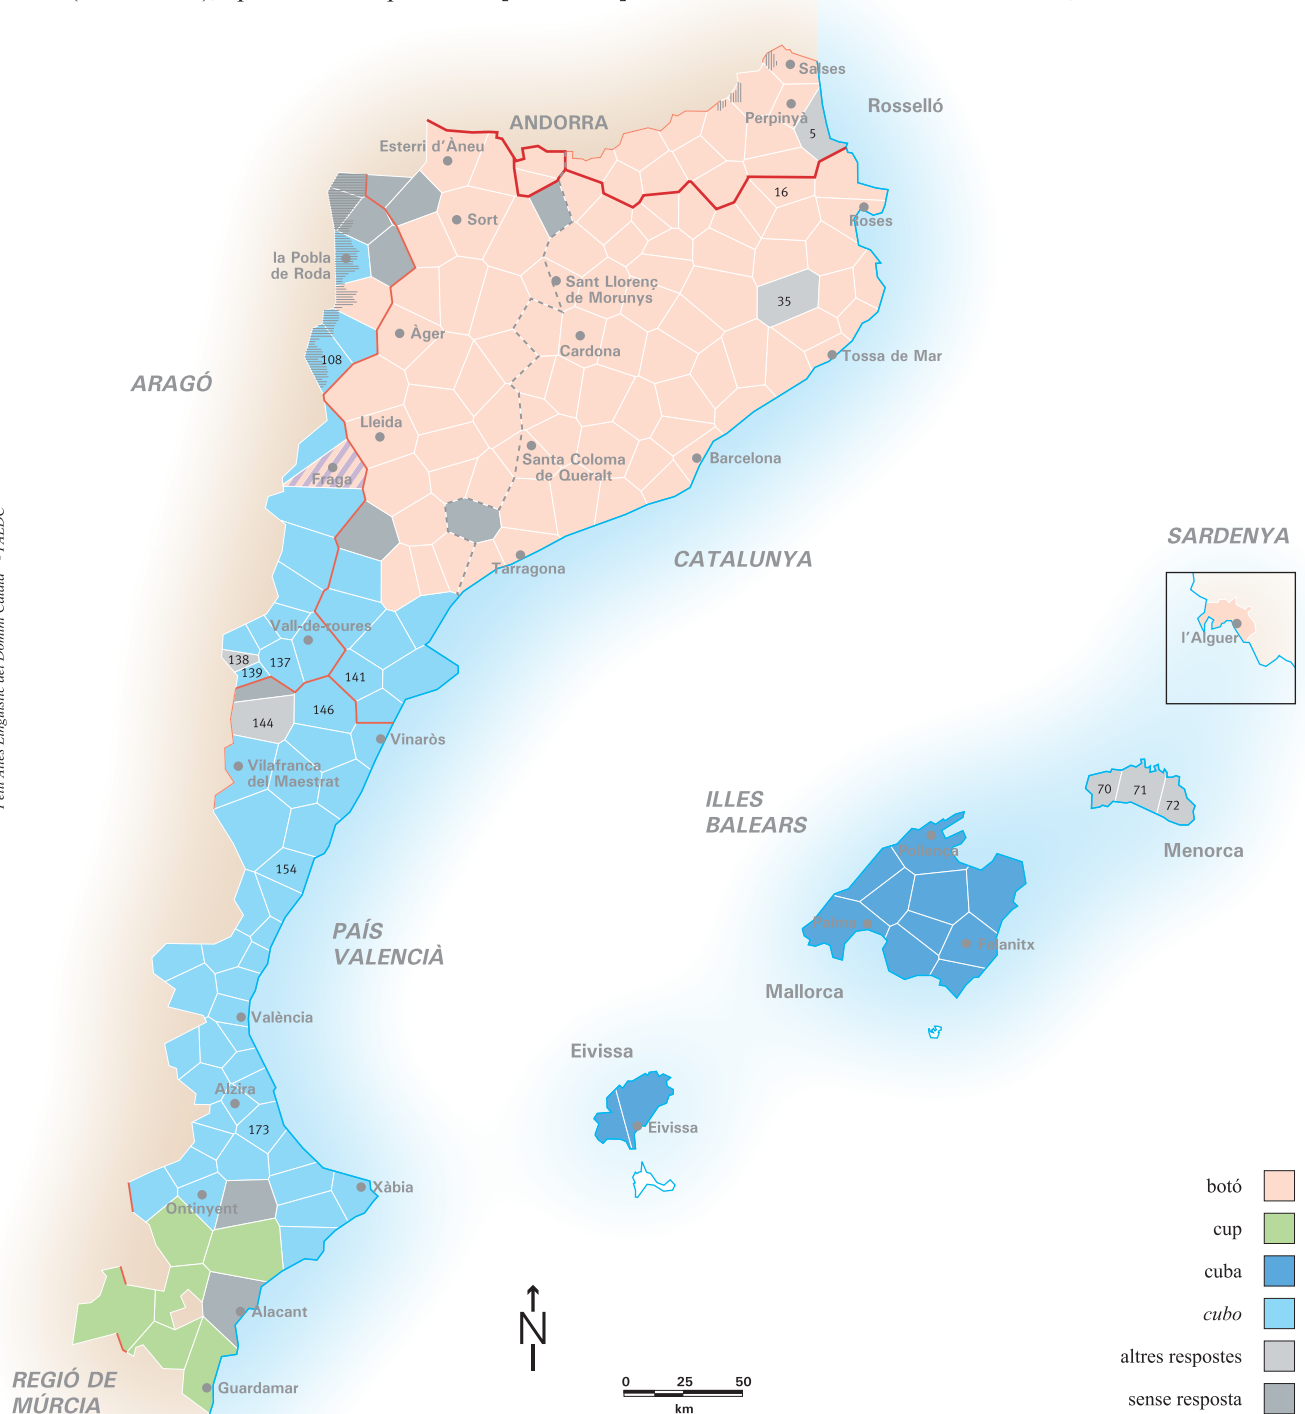 Salses
Rosselló
Perpinyà
5
ANDORRA
Esterri d'Àneu
16
Roses
Sort
la Pobla
de Roda
Sant Llorenç
de Morunys
35
Àger
Cardona
Tossa de Mar
108
ARAGÓ
Lleida
Santa Coloma
de Queralt
Barcelona
Fraga
SARDENYA
CATALUNYA
Tarragona
l'Alguer
Vall-de-roures
138
137
139
141
146
144
Vinaròs
Vilafranca
del Maestrat
70
71
72
ILLES
BALEARS
Pollença
Menorca
154
Palma
Felanitx
PAÍS
VALENCIÀ
Mallorca
València
Eivissa
Alzira
173
Eivissa
Xàbia
Ontinyent
botó
cup
cuba
cubo
altres respostes
sense resposta
Alacant
N
REGIÓ DE
MÚRCIA
Guardamar
0 25 50
km